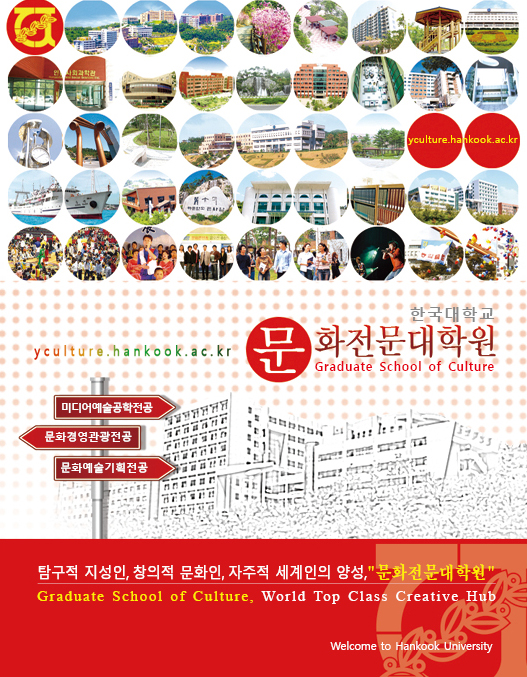 yculture.hankook.ac.kr
한국대학교
yculture.hankook.ac.kr
문화전문대학원
Graduate School of Culture
미디어예술공학전공
문화경영관광전공
문화예술기획전공
탐구적 지성인, 창의적 문화인, 자주적 세계인의 양성,"문화전문대학원"
Graduate School of Culture, World Top Class Creative Hub
Welcome to Hankook University